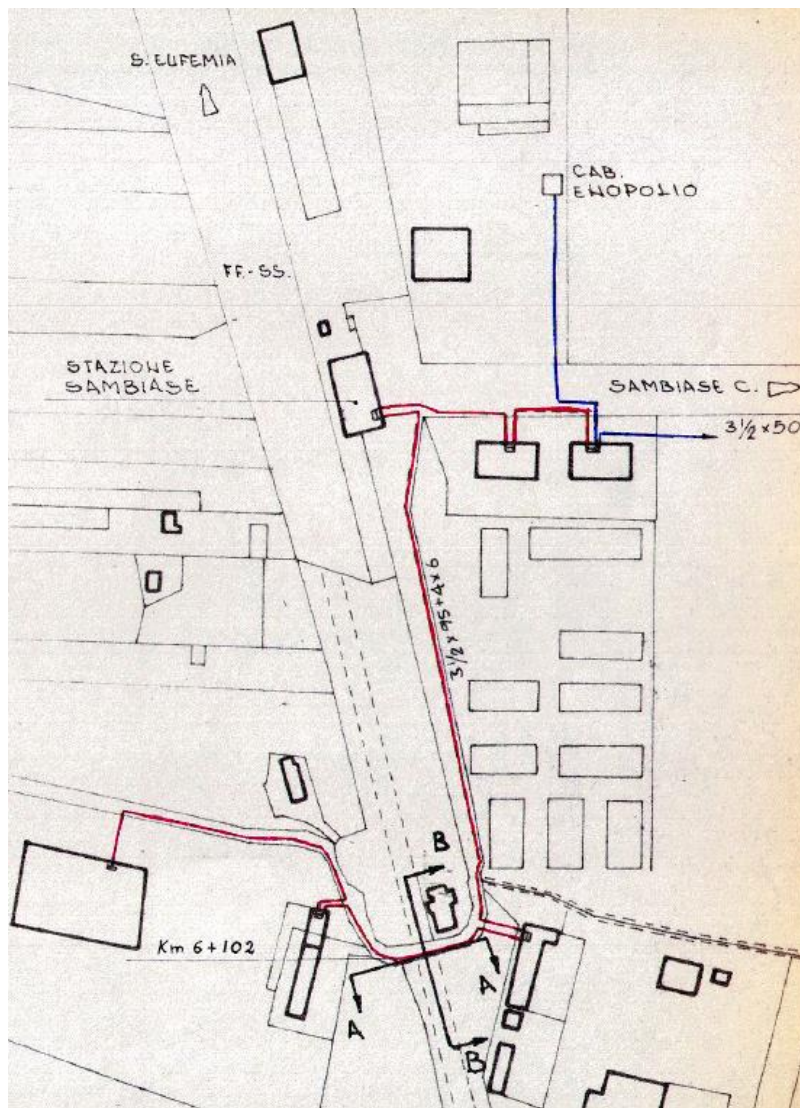 S. EUFEMIA
CAB.
ENOPOLIO
FF.-SS.
STAZIONE
SAMBIASE
SAMBIASE C.
3 1/2 x 50
3 1/2 x 95 + 4 x 6
B
Km 6+102
A
A
B